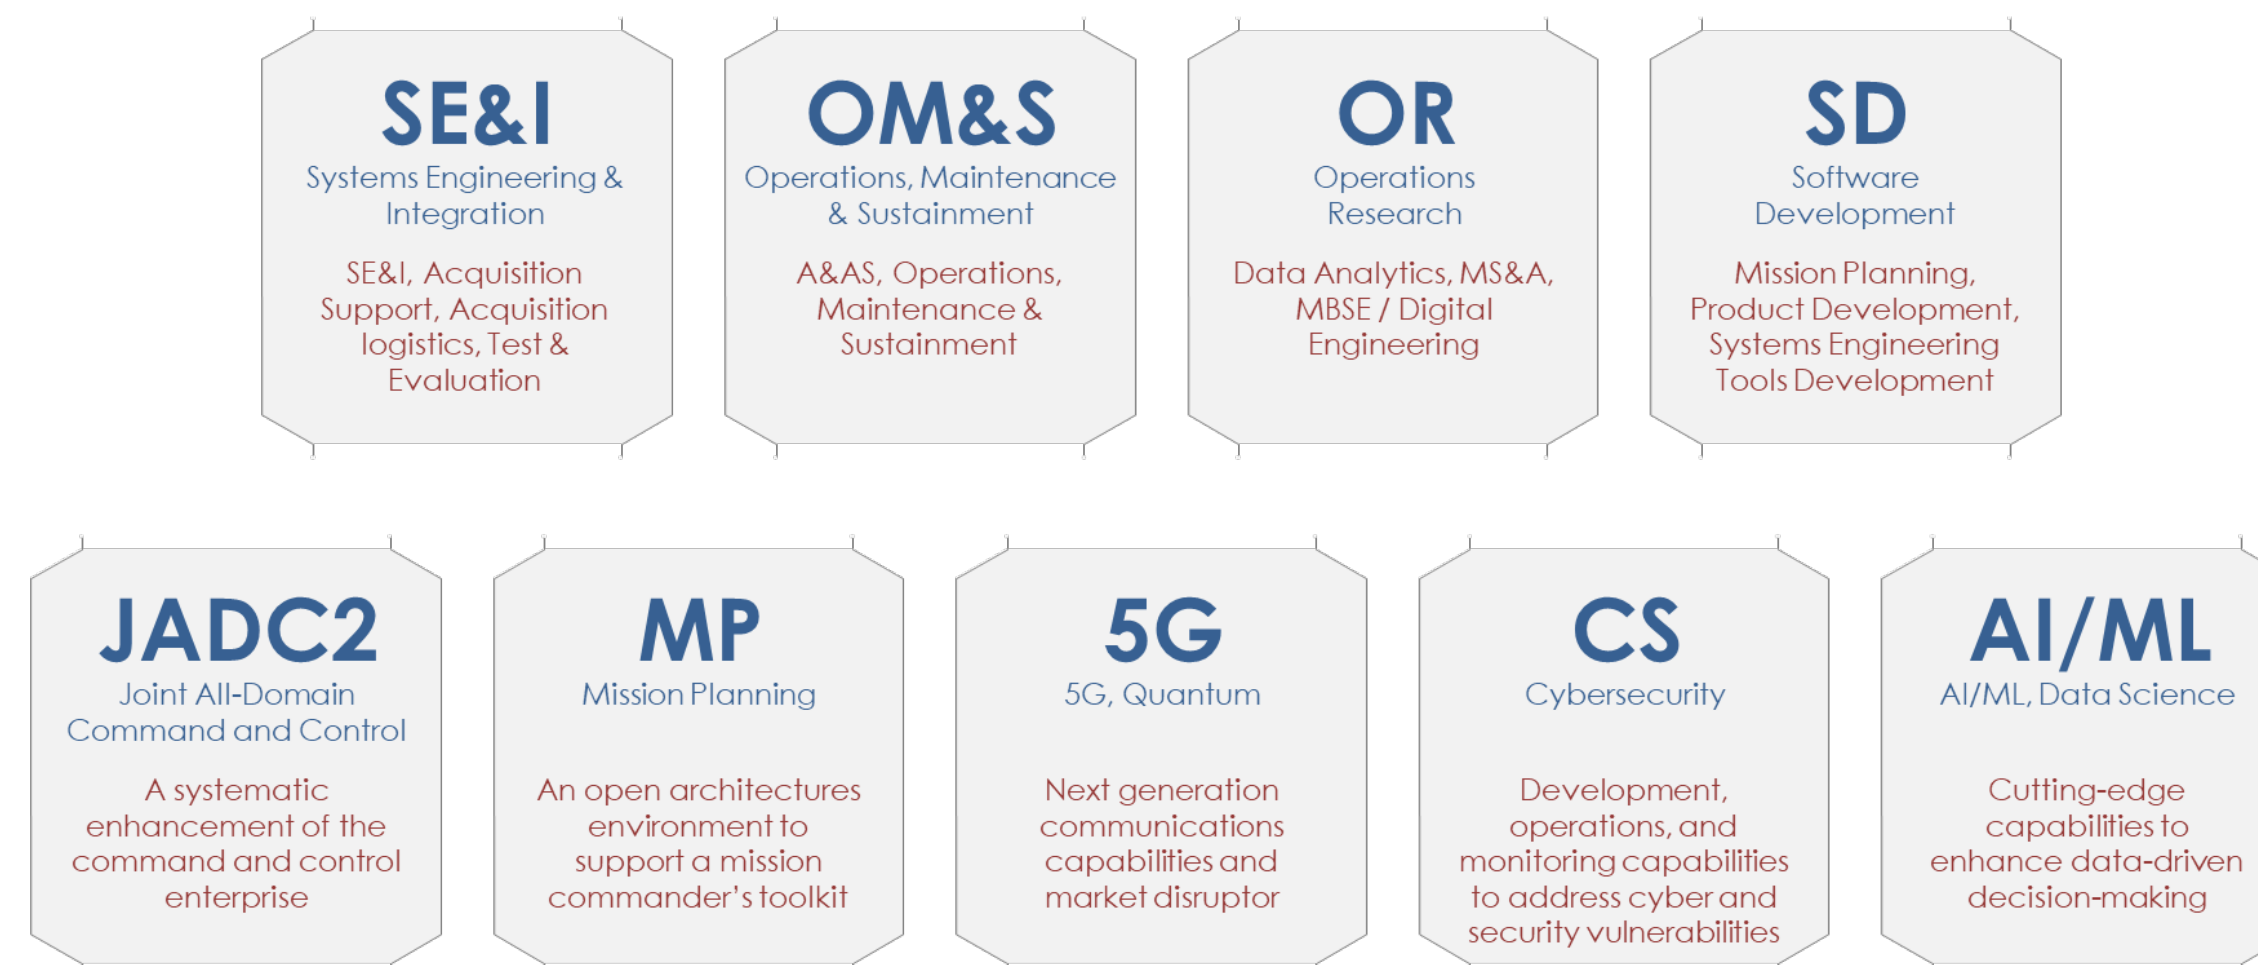 SE&I
Systems Engineering &
Integration
SE&I, Acquisition
Support, Acquisition
logistics, Test &
Evaluation
OM&S
Operations, Maintenance
& Sustainment
A&AS, Operations,
Maintenance &
Sustainment
OR
Operations
Research
Data Analytics, MS&A,
MBSE / Digital
Engineering
SD
Software
Development
Mission Planning,
Product Development,
Systems Engineering
Tools Development
JADC2
Joint All-Domain
Command and Control
A systematic
enhancement of the
command and control
enterprise
MP
Mission Planning
An open architectures
environment to
support a mission
commander’s toolkit
5G
5G, Quantum
Next generation
communications
capabilities and
market disruptor
CS
Cybersecurity
Development,
operations, and
monitoring capabilities
to address cyber and
security vulnerabilities
AI/ML
AI/ML, Data Science
Cutting-edge
capabilities to
enhance data-driven
decision-making